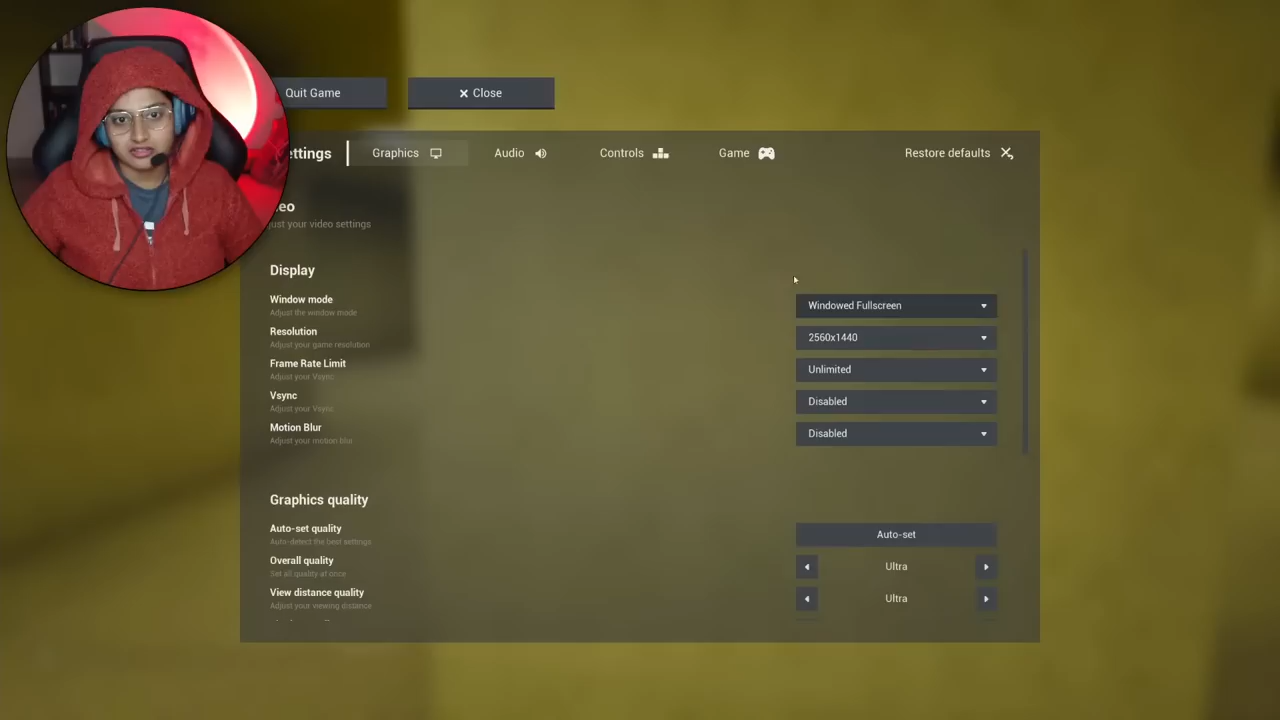 Quit Game
Close
ettings
Graphics
Audio
Controls
Game
Restore defaults
eo
just your video settings
Display
Window mode
Adjust the window mode
Windowed Fullscreen
Resolution
Adjust your game resolution
2560x1440
Frame Rate Limit
Adjust your Vsync
Unlimited
Vsync
Adjust your Vsync
Disabled
Motion Blur
Adjust your motion blur
Disabled
Graphics quality
Auto-set quality
Auto-detect the best settings
Auto-set
Overall quality
Set all quality at once
Ultra
View distance quality
Adjust your viewing distance
Ultra